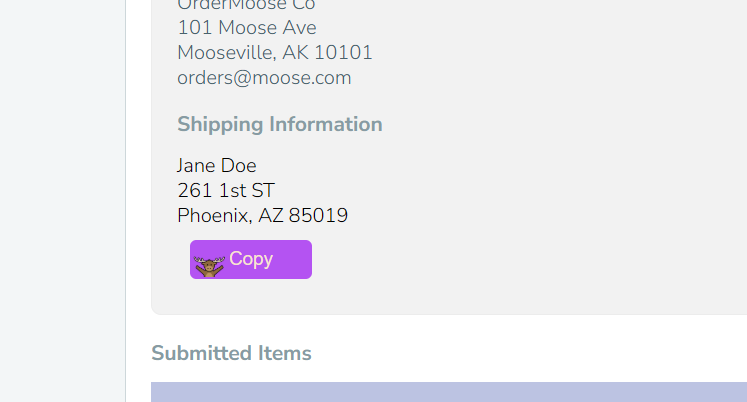 OrderMoose Co
101 Moose Ave
Mooseville, AK 10101
orders@moose.com
Shipping Information
Jane Doe
261 1st ST
Phoenix, AZ 85019
Copy
Submitted Items